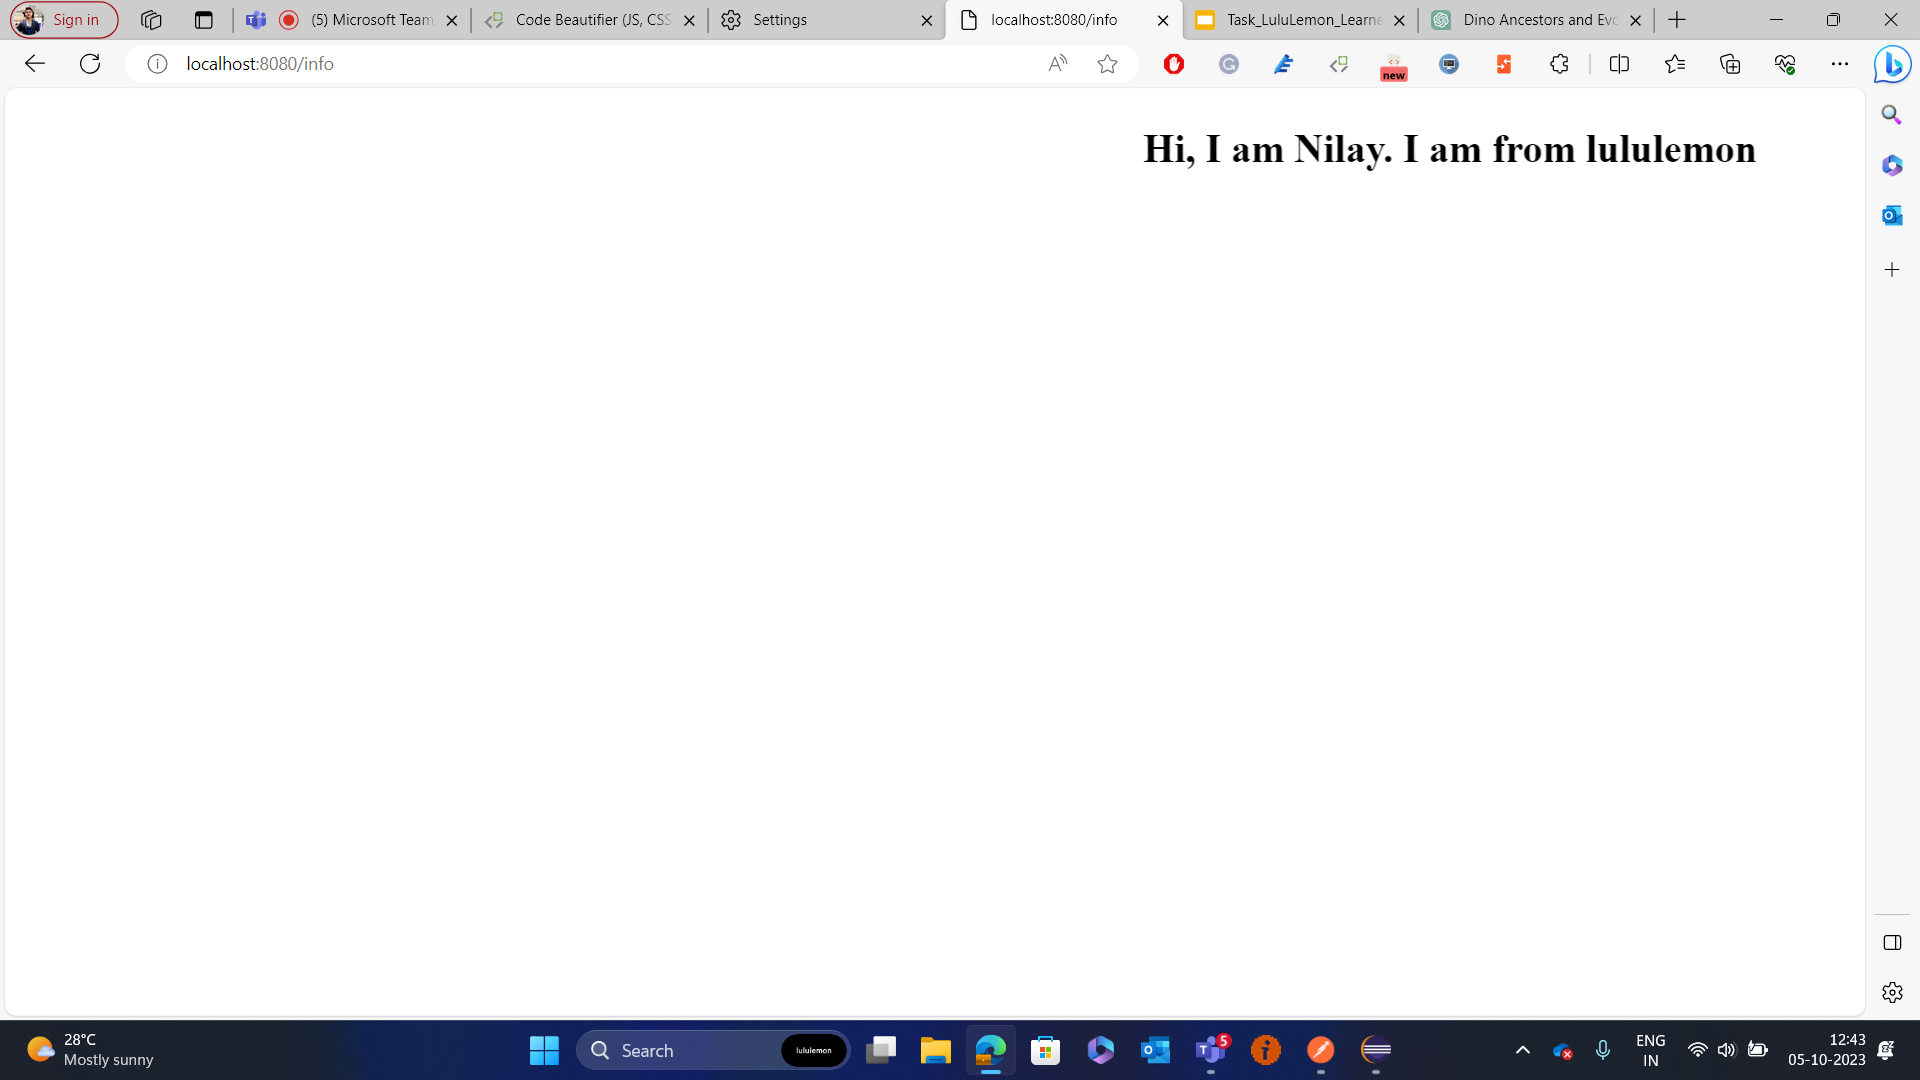 Sign in
(5) Microsoft Team
Code Beautifier (JS, CSS
Settings
localhost:8080/info
Task_LuluLemon_Learne
Dino Ancestors and Evo
localhost:8080/info
new
Hi, I am Nilay. I am from lululemon
28°C
Mostly sunny
Search
lululemon
5
ENG
IN
12:43
05-10-2023